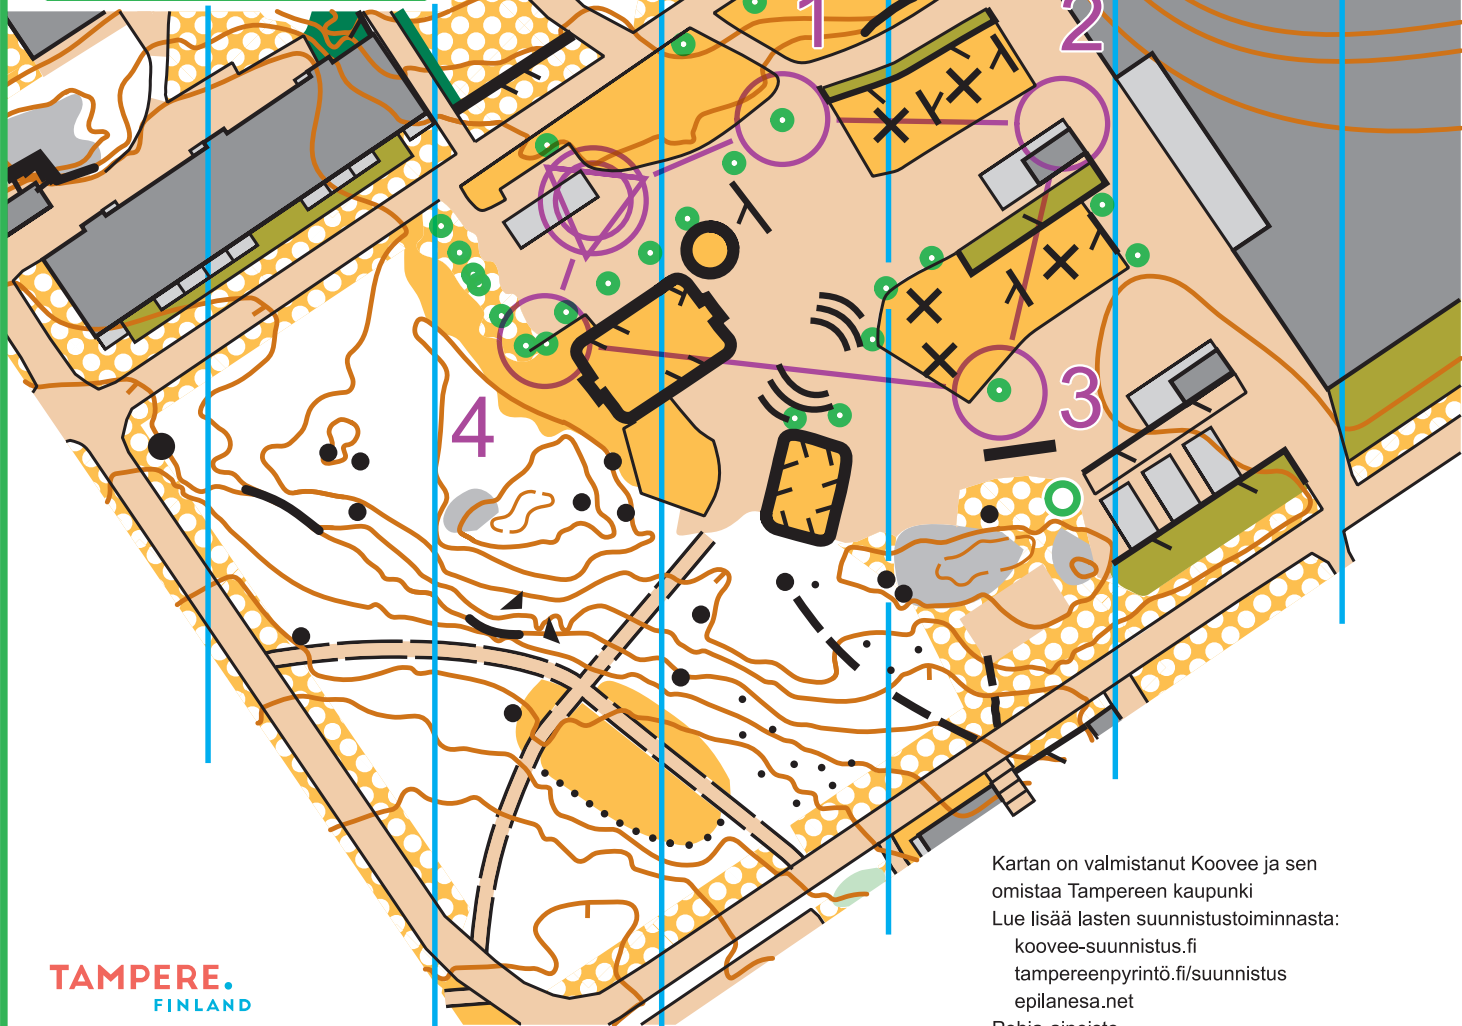 1
2
3
4
Kartan on valmistanut Koovee ja sen
omistaa Tampereen kaupunki
Lue lisää lasten suunnistustoiminnasta:
koovee-suunnistus.fi
tampereenpyrintö.fi/suunnistus
epilanesa.net
TAMPERE.
FINLAND